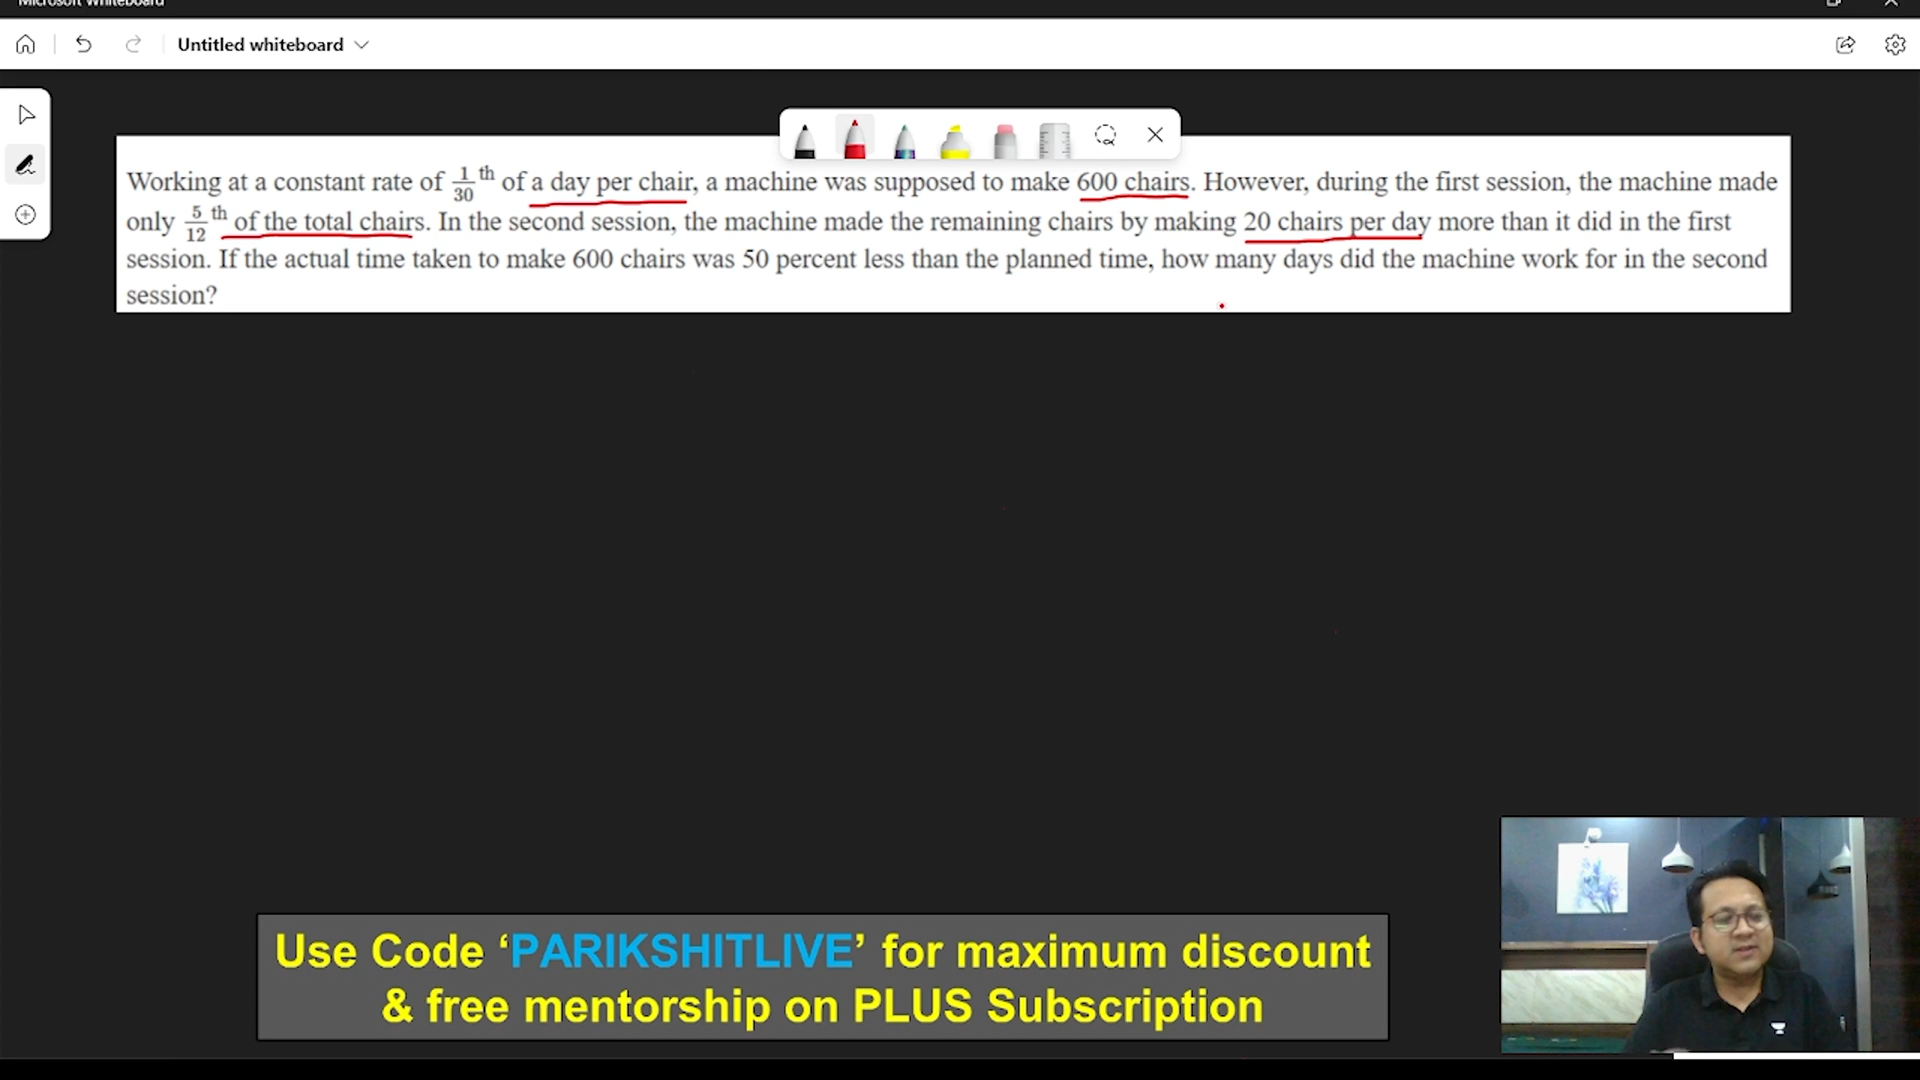 Microsoft Whiteboard
Untitled whiteboard
Working at a constant rate of 1/30 th of a day per chair, a machine was supposed to make 600 chairs. However, during the first session, the machine made
only 5/12 th of the total chairs. In the second session, the machine made the remaining chairs by making 20 chairs per day more than it did in the first
session. If the actual time taken to make 600 chairs was 50 percent less than the planned time, how many days did the machine work for in the second
session?
Use Code ‘PARIKSHITLIVE’ for maximum discount
& free mentorship on PLUS Subscription